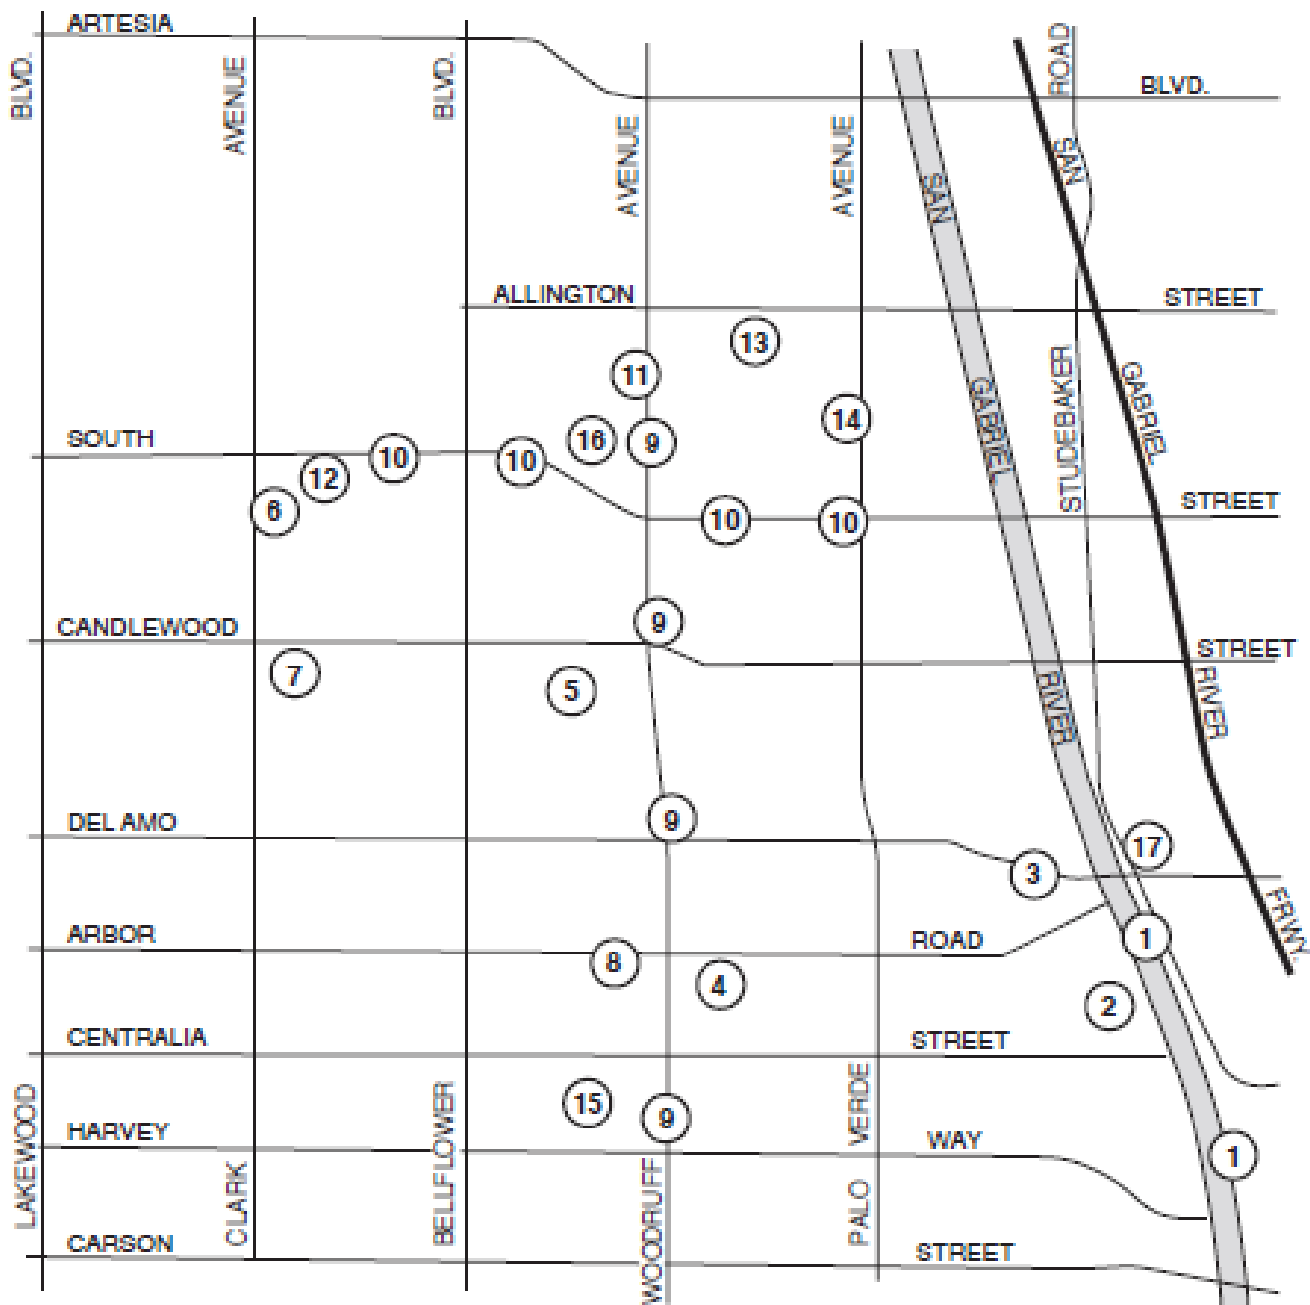 ARTESIA
BLVD.
AVENUE
BLVD.
AVENUE
AVENUE
ROAD
BLVD.
SAN
SAN
ALLINGTON
STREET
13
11
STUDEBAKER
GABRIEL
GABRIEL
14
SOUTH
16
9
10
10
12
6
STREET
10
10
CANDLEWOOD
9
STREET
7
5
RIVER
RIVER
DEL AMO
9
17
3
ARBOR
ROAD
1
FRWY.
8
4
2
CENTRALIA
STREET
15
9
HARVEY
WAY
1
LAKEWOOD
CLARK
BELLFLOWER
WOODRUFF
PALO VERDE
CARSON
STREET